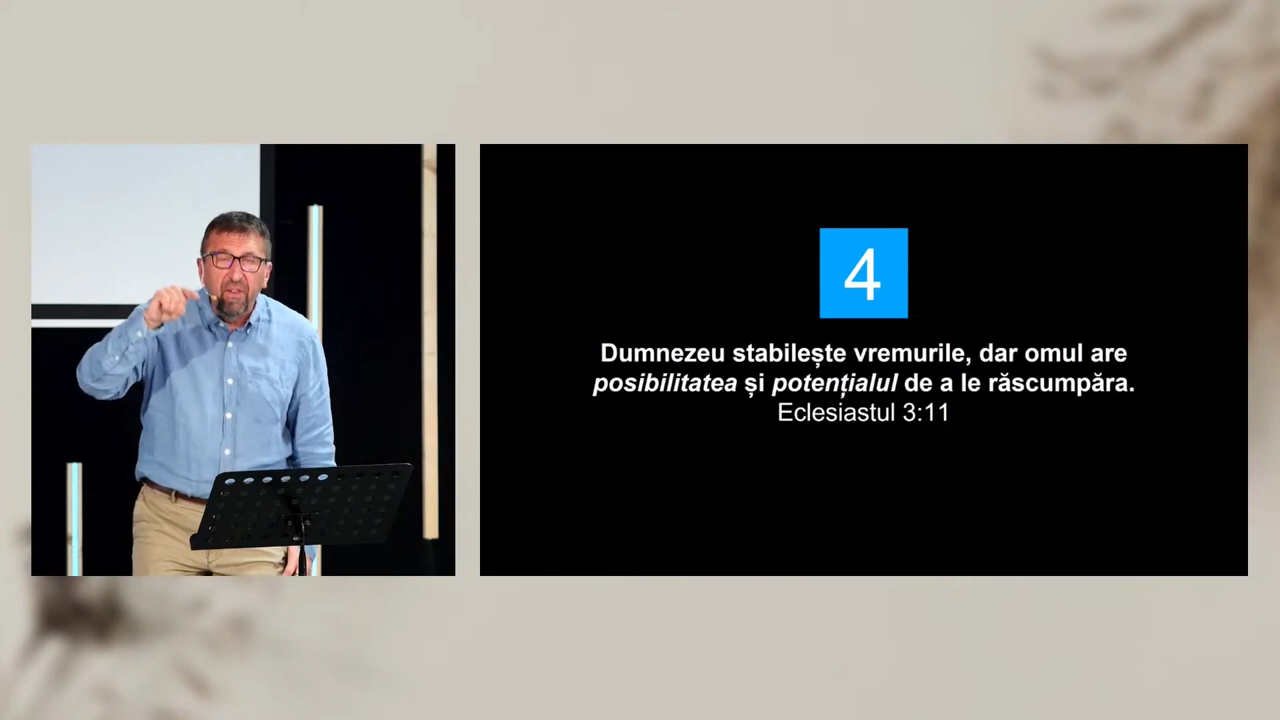 4
Dumnezeu stabilește vremurile, dar omul are
posibilitatea și potențialul de a le răscumpăra.
Eclesiastul 3:11